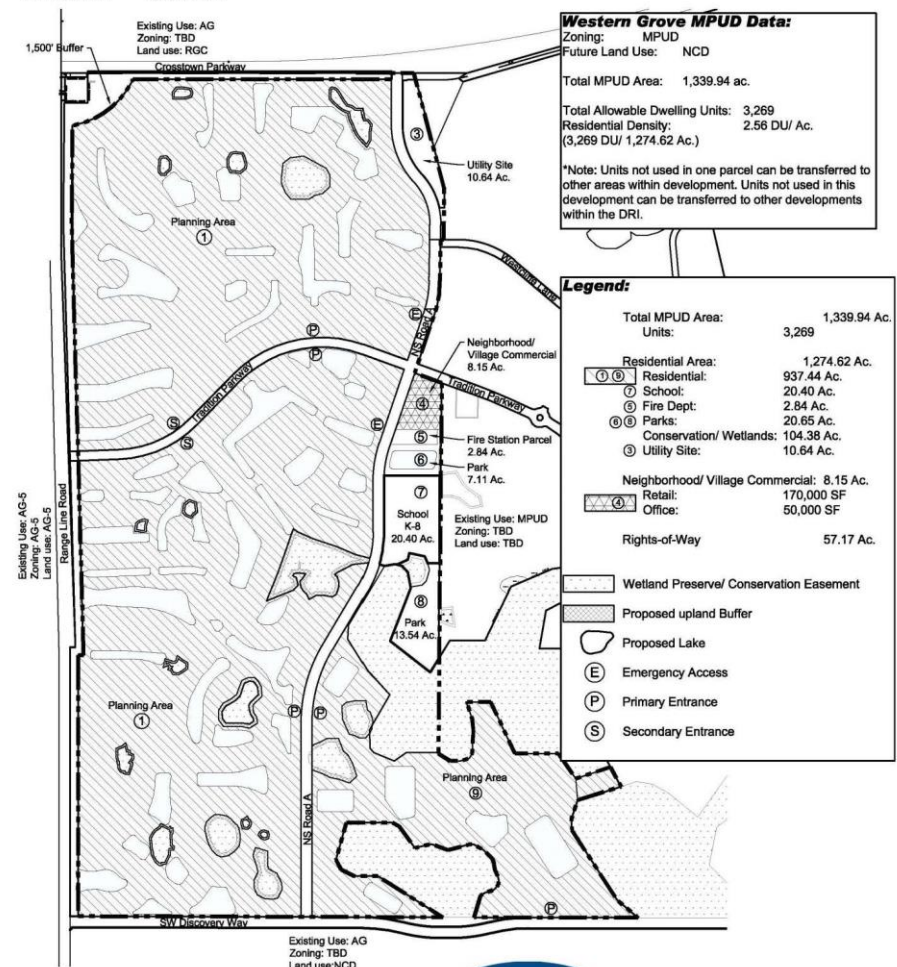 Existing Use: AG
Zoning: TBD
Land use: RGC
1,500' Buffer
Crosstown Parkway
Western Grove MPUD Data:
Zoning: MPUD
Future Land Use: NCD
Total MPUD Area: 1,339.94 ac.
Total Allowable Dwelling Units: 3,269
Residential Density: 2.56 DU/ Ac.
(3,269 DU/ 1,274.62 Ac.)
*Note: Units not used in one parcel can be transferred to
other areas within development. Units not used in this
development can be transferred to other developments
within the DRI.
3
Utility Site
10.64 Ac.
Planning Area
1
Westcliffe Lane
E
NS Road A
P
P
Neighborhood/
Village Commercial
8.15 Ac.
Tradition Parkway
Tradition Parkway
S
S
E
4
5
Fire Station Parcel
2.84 Ac.
6
Park
7.11 Ac.
7
School
K-8
20.40 Ac.
Existing Use: MPUD
Zoning: TBD
Land use: TBD
Existing Use: AG-5
Zoning: AG-5
Land use: AG-5
Range Line Road
8
Park
13.54 Ac.
Planning Area
1
P
P
Planning Area
9
NS Road A
P
SW Discovery Way
Existing Use: AG
Zoning: TBD
Land use:NCD
Legend:
Total MPUD Area: 1,339.94 Ac.
Units: 3,269
Residential Area: 1,274.62 Ac.
1 9 Residential: 937.44 Ac.
7 School: 20.40 Ac.
5 Fire Dept: 2.84 Ac.
6 8 Parks: 20.65 Ac.
Conservation/ Wetlands: 104.38 Ac.
3 Utility Site: 10.64 Ac.
Neighborhood/ Village Commercial: 8.15 Ac.
4 Retail: 170,000 SF
Office: 50,000 SF
Rights-of-Way 57.17 Ac.
Wetland Preserve/ Conservation Easement
Proposed upland Buffer
Proposed Lake
E Emergency Access
P Primary Entrance
S Secondary Entrance